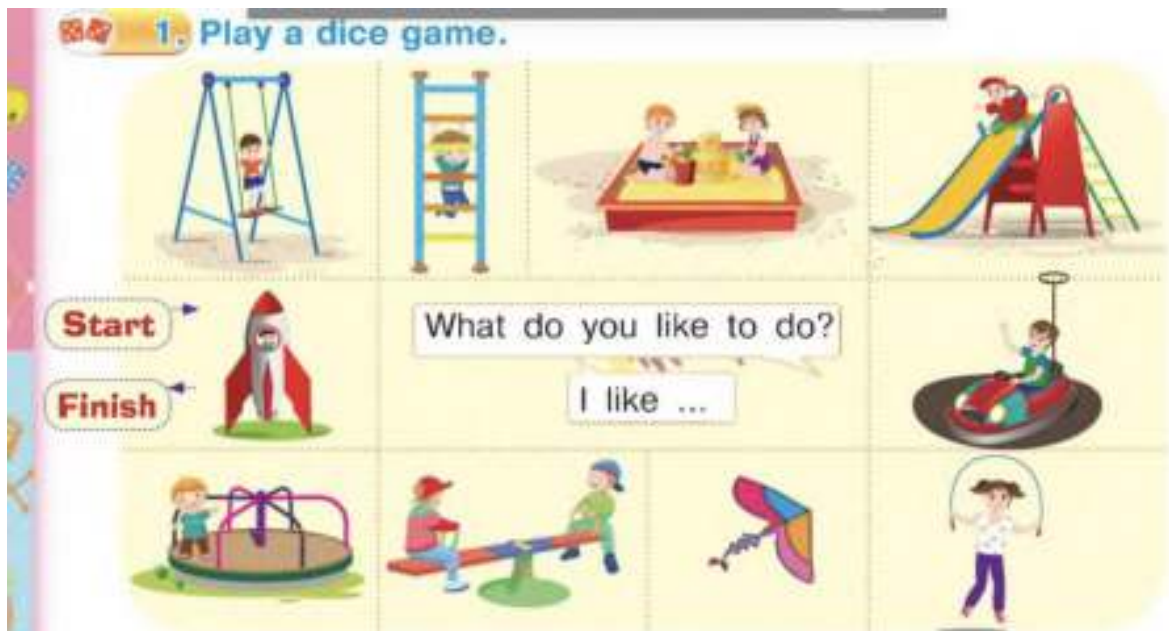 1. Play a dice game.
Start
What do you like to do?
Finish
I like ...